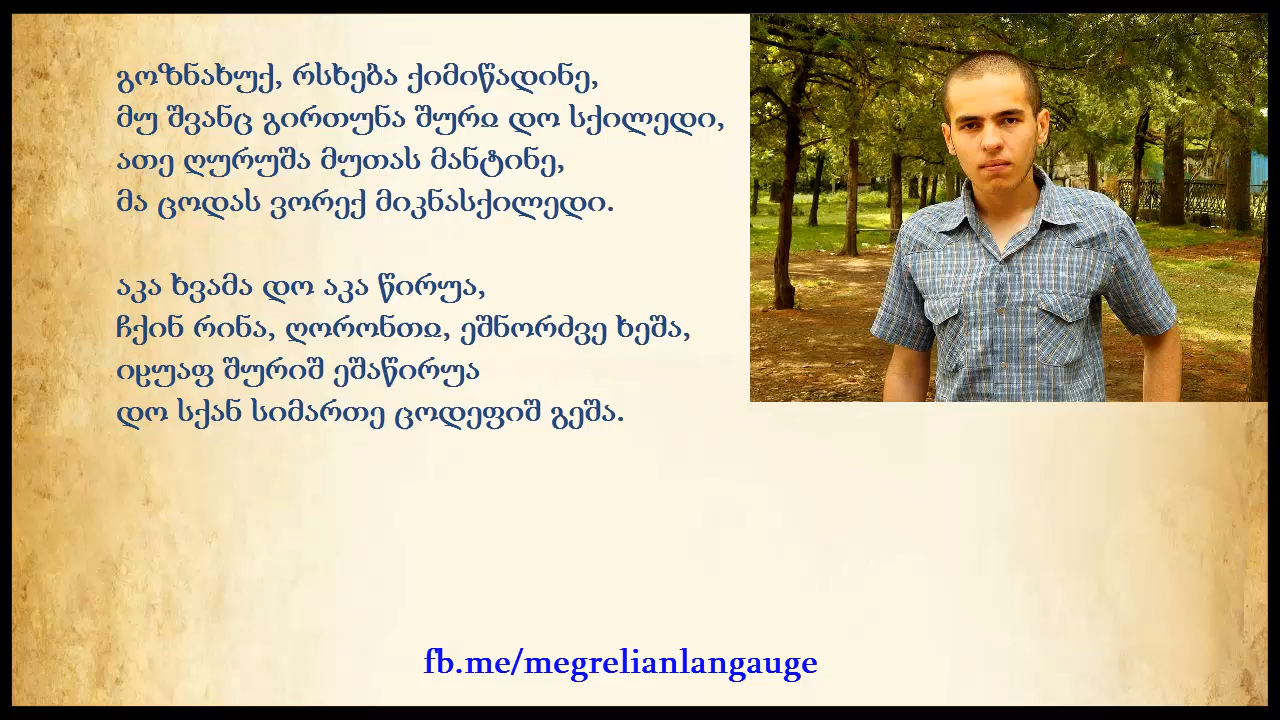 გოზნახუქ, რსხება ქიმიწადინე,
მუ შვანც გირთუნა შურჲ დო სქილედი,
ათე ღურუშა მუთას მანტინე,
მა ცოდას ვორექ მიკნასქილედი.
აკა ხვამა დო აკა წირუა,
ჩქინ რინა, ღორონთჲ, ეშნორძვე ხეშა,
იჸუაფ შურიშ ეშაწირუა
დო სქან სიმართე ცოდეფიშ გეშა.
fb.me/megrelianlangauge